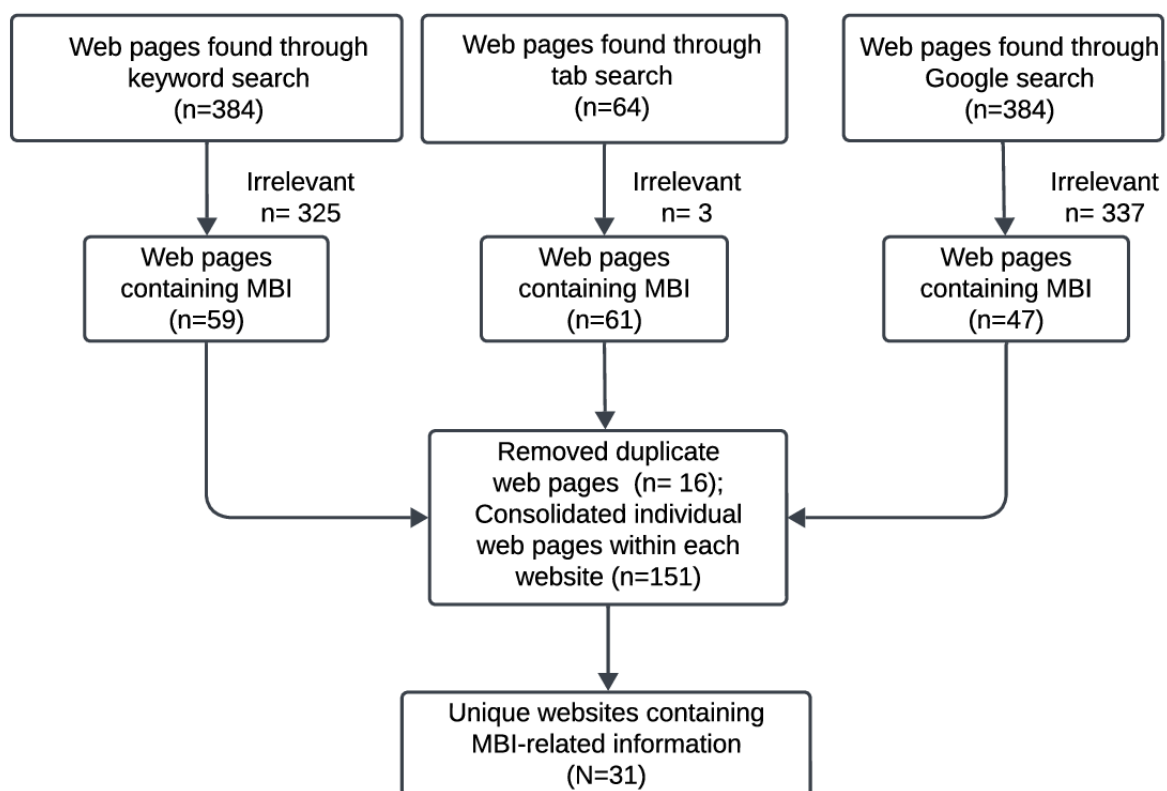 Web pages found through
keyword search
(n=384)
Web pages found through
tab search
(n=64)
Web pages found through
Google search
(n=384)
Irrelevant
n= 325
Irrelevant
n= 3
Irrelevant
n= 337
Web pages
containing MBI
(n=59)
Web pages
containing MBI
(n=61)
Web pages
containing MBI
(n=47)
Removed duplicate
web pages (n= 16);
Consolidated individual
web pages within each
website (n=151)
Unique websites containing
MBI-related information
(N=31)